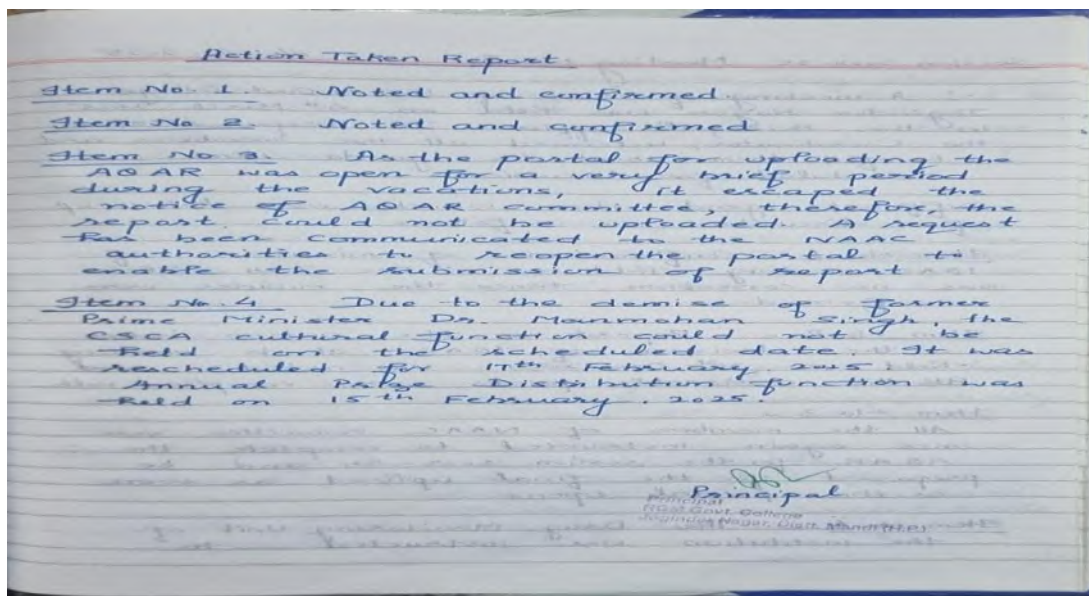 Action Taken Report
Item No 1. Noted and confirmed.
Item No 2. Noted and confirmed
Item No 3. As the portal for uploading the
AQAR was open for a very brief period
during the vacations, it escaped the
notice of AQAR committee, therefore, the
report could not be uploaded. A request
has been communicated to the NAAC
authorities to reopen the portal to
enable the submission of report
Item No. 4 Due to the demise of Former
Prime Minister Dr. Manmohan Singh, the
CSCA cultural function could not be
held on the scheduled date. It was
rescheduled for 17th February 2025
Annual Prize Distribution function was
held on 15th February, 2025.
Principal
Principal
Govt. College
Joginder Nagar, Distt. Mandi (H.P.)